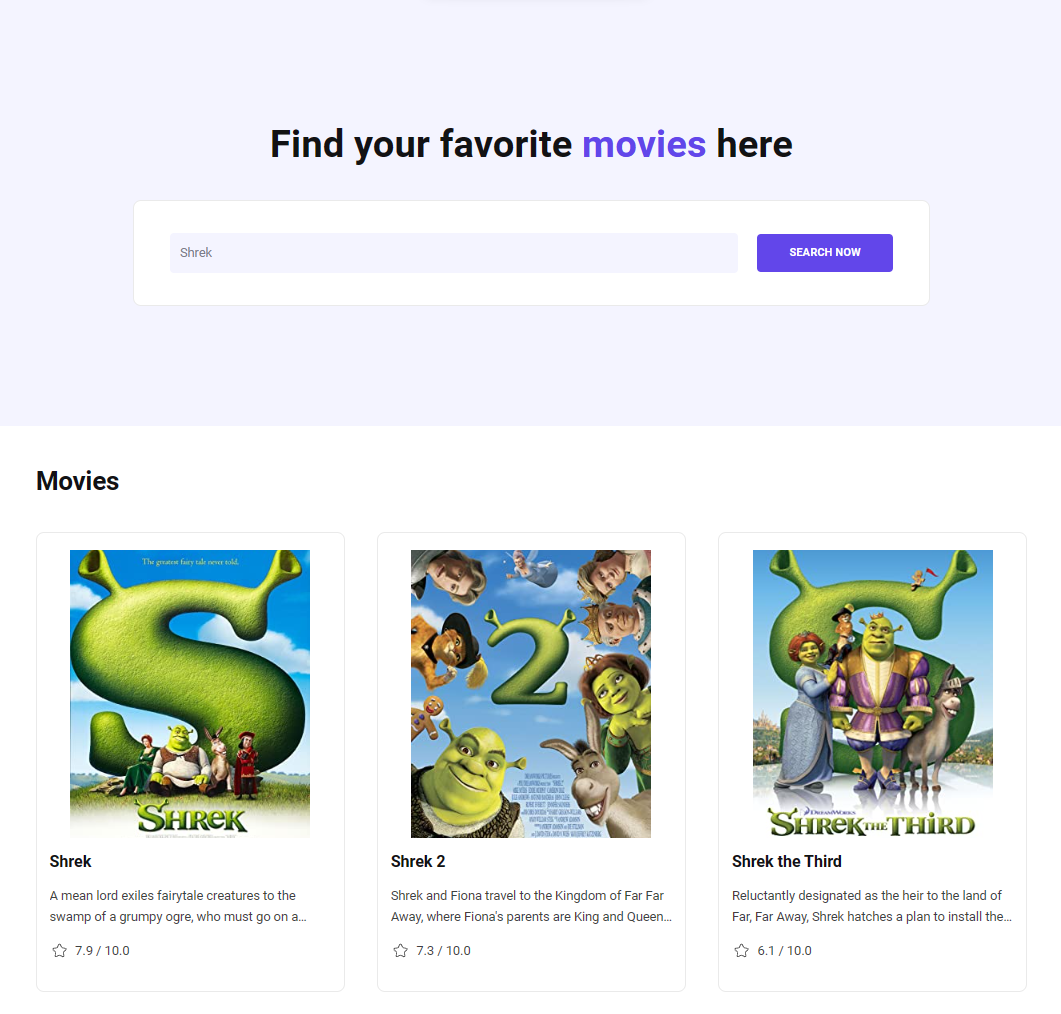 Find your favorite movies here
Shrek
SEARCH NOW
Movies
The greatest fairy tale never told.
SHREK
Shrek
A mean lord exiles fairytale creatures to the
swamp of a grumpy ogre, who must go on a...
7.9 / 10.0
2
Shrek 2
Shrek and Fiona travel to the Kingdom of Far Far
Away, where Fiona's parents are King and Queen...
7.3 / 10.0
DREAMWORKS
SHREK THE THiRD
Shrek the Third
Reluctantly designated as the heir to the land of
Far, Far Away, Shrek hatches a plan to install the...
6.1 / 10.0